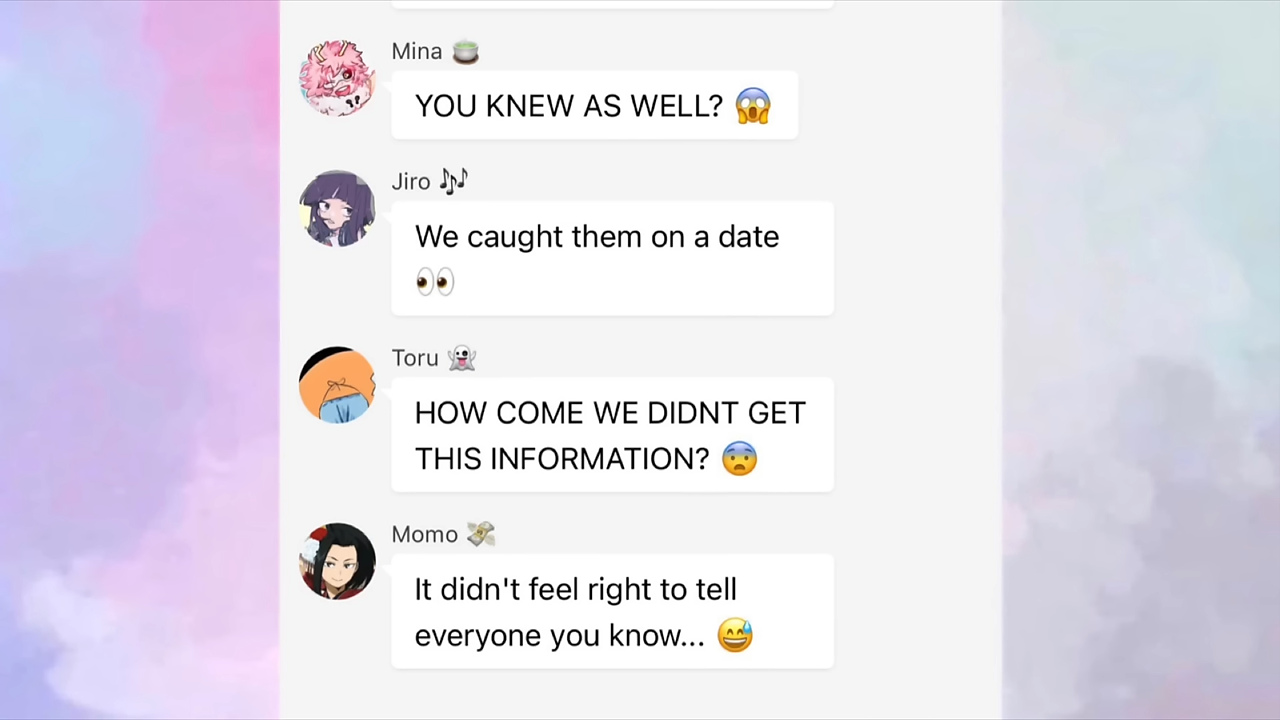 Mina 🍵
YOU KNEW AS WELL? 😱
Jiro 🎶
We caught them on a date
👀
Toru 👻
HOW COME WE DIDNT GET
THIS INFORMATION? 😨
Momo 💸
It didn't feel right to tell
everyone you know... 😅